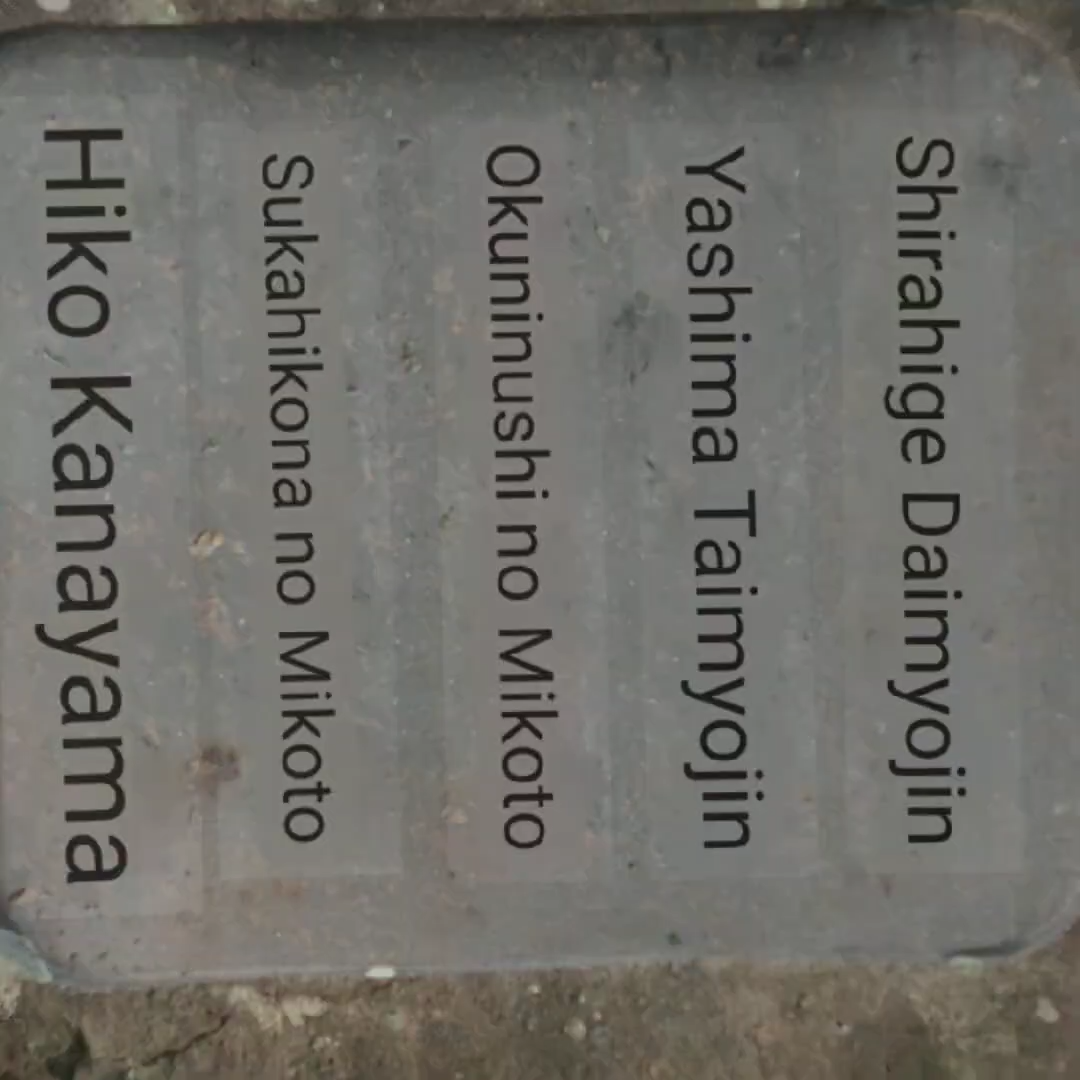 Shirahige Daimyojin
Yashima Taimyojin
Okuninushi no Mikoto
Sukahikona no Mikoto
Hiko Kanayama